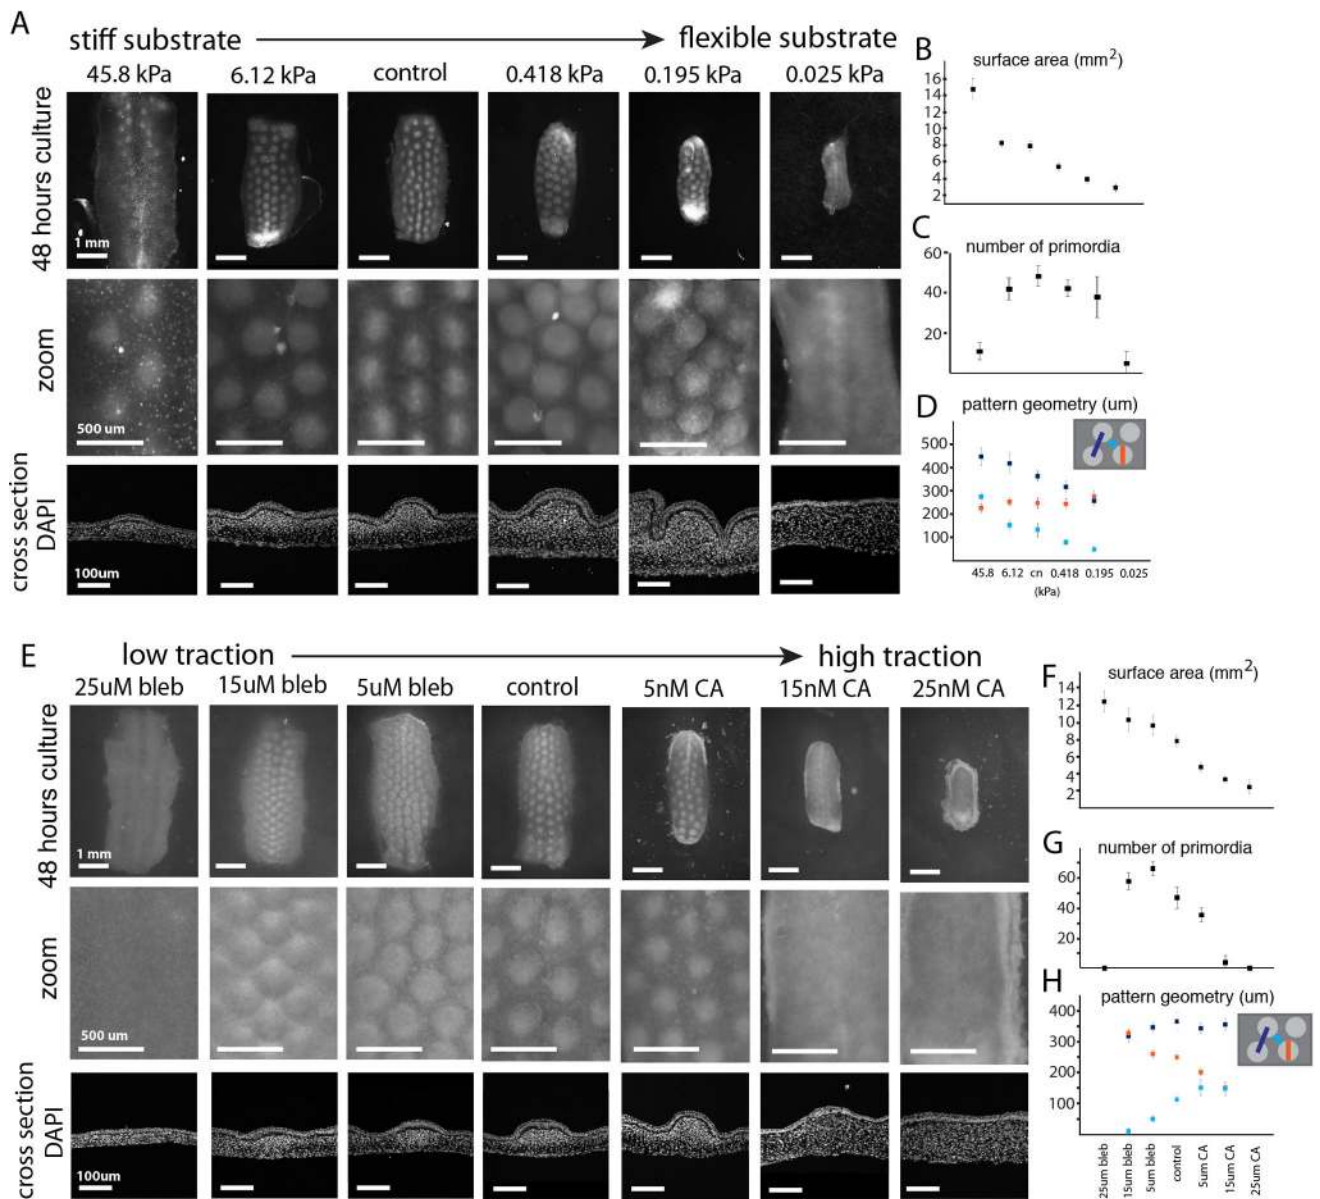 A
stiff substrate
flexible substrate
45.8 kPa
6.12 kPa
control
0.418 kPa
0.195 kPa
0.025 kPa
48 hours culture
1 mm
zoom
500 um
cross section
DAPI
100um
B
surface area (mm2)
16
14
12
10
8
6
4
2
C
number of primordia
60
40
20
D
pattern geometry (um)
500
400
300
200
100
45.8
6.12
cn
0.418
0.195
0.025
(kPa)
E
low traction
high traction
25uM bleb
15uM bleb
5uM bleb
control
5nM CA
15nM CA
25nM CA
48 hours culture
1 mm
zoom
500 um
cross section
DAPI
100um
F
surface area (mm2)
14
12
10
8
6
4
2
G
number of primordia
60
40
20
H
pattern geometry (um)
400
300
200
100
25um bleb
15um bleb
5um bleb
control
5um CA
15um CA
25um CA